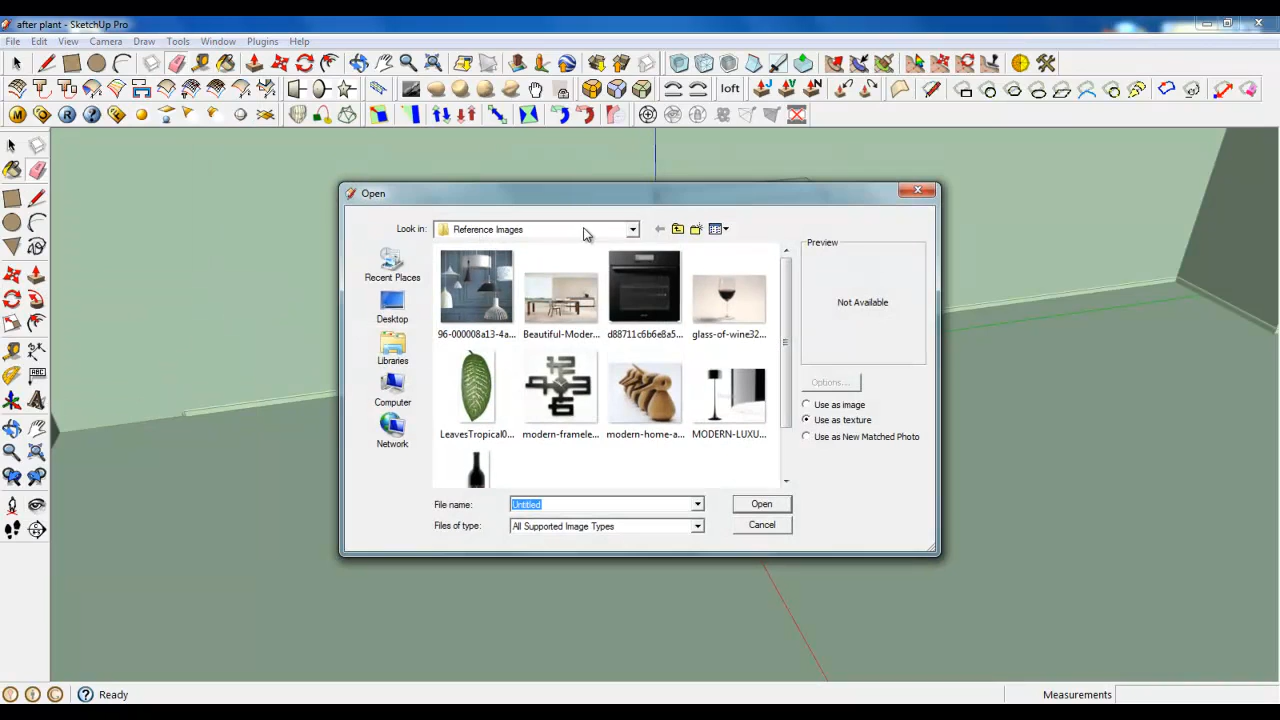 after plant - SketchUp Pro
File Edit View Camera Draw Tools Window Plugins Help
loft
M R ?
Open
Look in: Reference Images
Preview
Not Available
Recent Places
Desktop
Libraries
Computer
Network
96-000008a13-4a... Beautiful-Moder... d88711c6b6e8a5... glass-of-wine32...
LeavesTropical0... modern-framele... modern-home-a... MODERN-LUXU...
Options...
Use as image
Use as texture
Use as New Matched Photo
File name: Untitled Open
Files of type: All Supported Image Types Cancel
ABC
Ready
Measurements